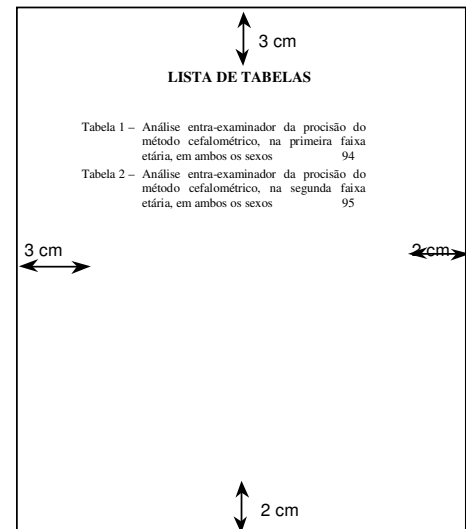 3 cm
LISTA DE TABELAS
Tabela 1 – Análise entra-examinador da procisão do
método cefalométrico, na primeira faixa
etária, em ambos os sexos 94
Tabela 2 – Análise entra-examinador da procisão do
método cefalométrico, na segunda faixa
etária, em ambos os sexos 95
3 cm
2 cm
2 cm